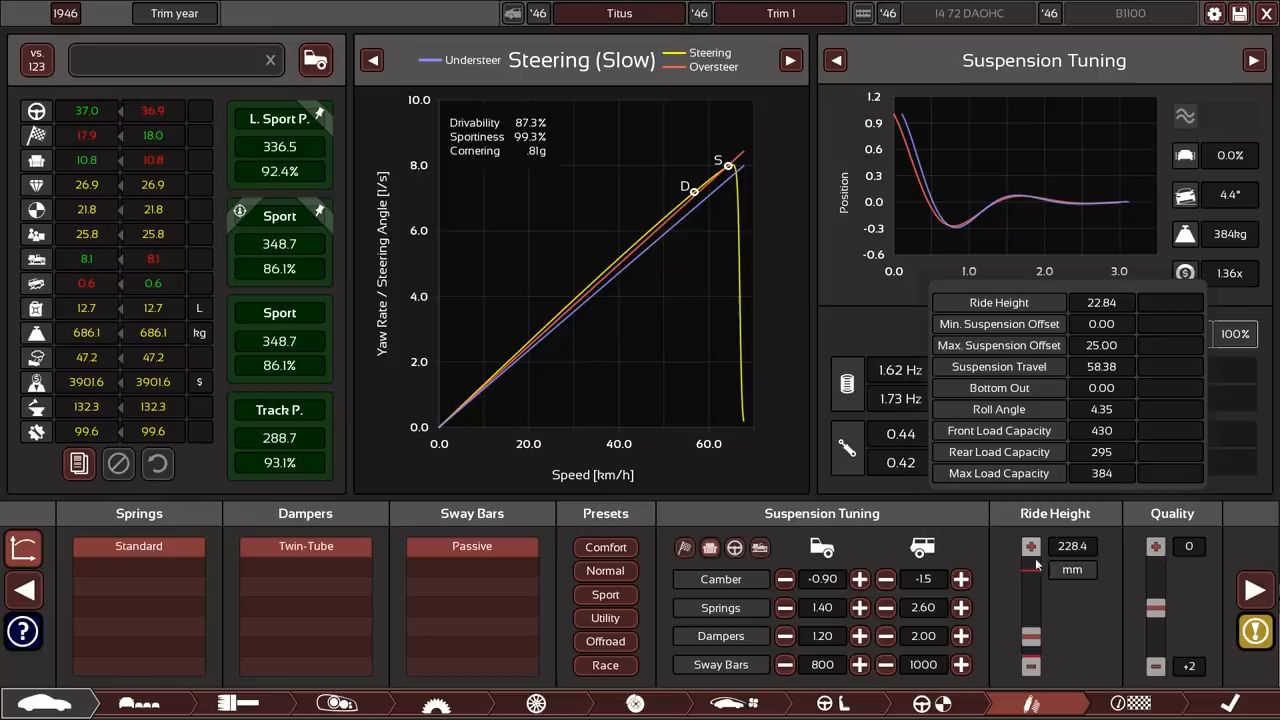 1946
Trim year
'46
Titus
'46
Trim 1
'46
14 72 DAOHC
'46
B1100
vs.
123
x
37.0 36.9
17.9 18.0
10.8 10.8
26.9 26.9
21.8 21.8
25.8 25.8
8.1 8.1
0.6 0.6
12.7 12.7 L
686.1 686.1 kg
47.2 47.2
3901.6 3901.6 $
132.3 132.3
99.6 99.6
L. Sport P.
336.5
92.4%
Sport
348.7
86.1%
Sport
348.7
86.1%
Track P.
288.7
93.1%
Understeer
Steering (Slow)
Steering
Oversteer
10.0
8.0
6.0
4.0
2.0
0.0
Yaw Rate / Steering Angle [1/s]
Drivability 87.3%
Sportiness 99.3%
Cornering .81g
S
D
0.0 20.0 40.0 60.0
Speed [km/h]
Suspension Tuning
1.2
0.9
0.6
0.3
0.0
-0.3
-0.6
Position
0.0 1.0 2.0 3.0
0.0%
4.4°
384kg
1.36x
100%
1.62 Hz
1.73 Hz
0.44
0.42
Ride Height 22.84
Min. Suspension Offset 0.00
Max. Suspension Offset 25.00
Suspension Travel 58.38
Bottom Out 0.00
Roll Angle 4.35
Front Load Capacity 430
Rear Load Capacity 295
Max Load Capacity 384
Springs
Standard
Dampers
Twin-Tube
Sway Bars
Passive
Presets
Comfort
Normal
Sport
Utility
Offroad
Race
Suspension Tuning
Camber -0.90 -1.5
Springs 1.40 2.60
Dampers 1.20 2.00
Sway Bars 800 1000
Ride Height
228.4
mm
Quality
0
+2
?
!